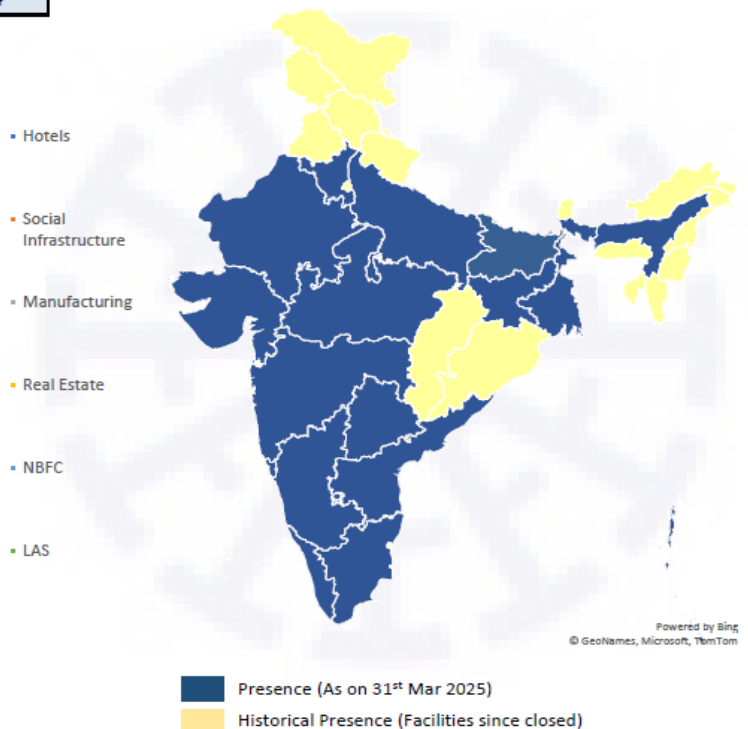 Hotels
Social
Infrastructure
Manufacturing
Real Estate
NBFC
LAS
Powered by Bing
© GeoNames, Microsoft, TomTom
Presence (As on 31st Mar 2025)
Historical Presence (Facilities since closed)